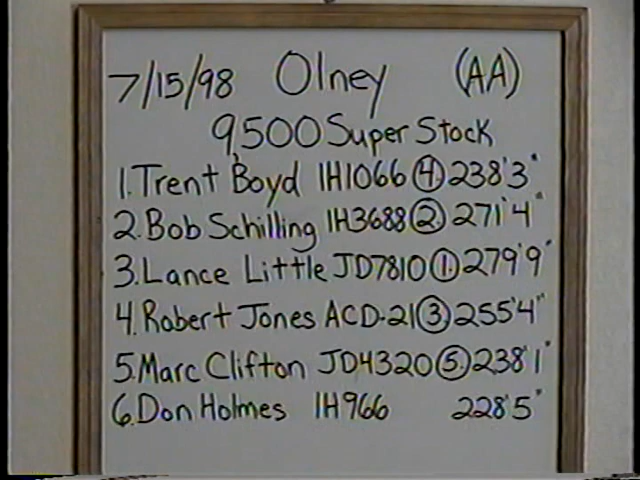 7/15/98 Olney (AA)
9,500 Super Stock
1. Trent Boyd IH1066 ④ 238'3"
2. Bob Schilling IH3688 ② 271'4"
3. Lance Little JD7810 ① 279'9"
4. Robert Jones ACD-21 ③ 255'4"
5. Marc Clifton JD4320 ⑤ 238'1"
6. Don Holmes IH966 228'5"